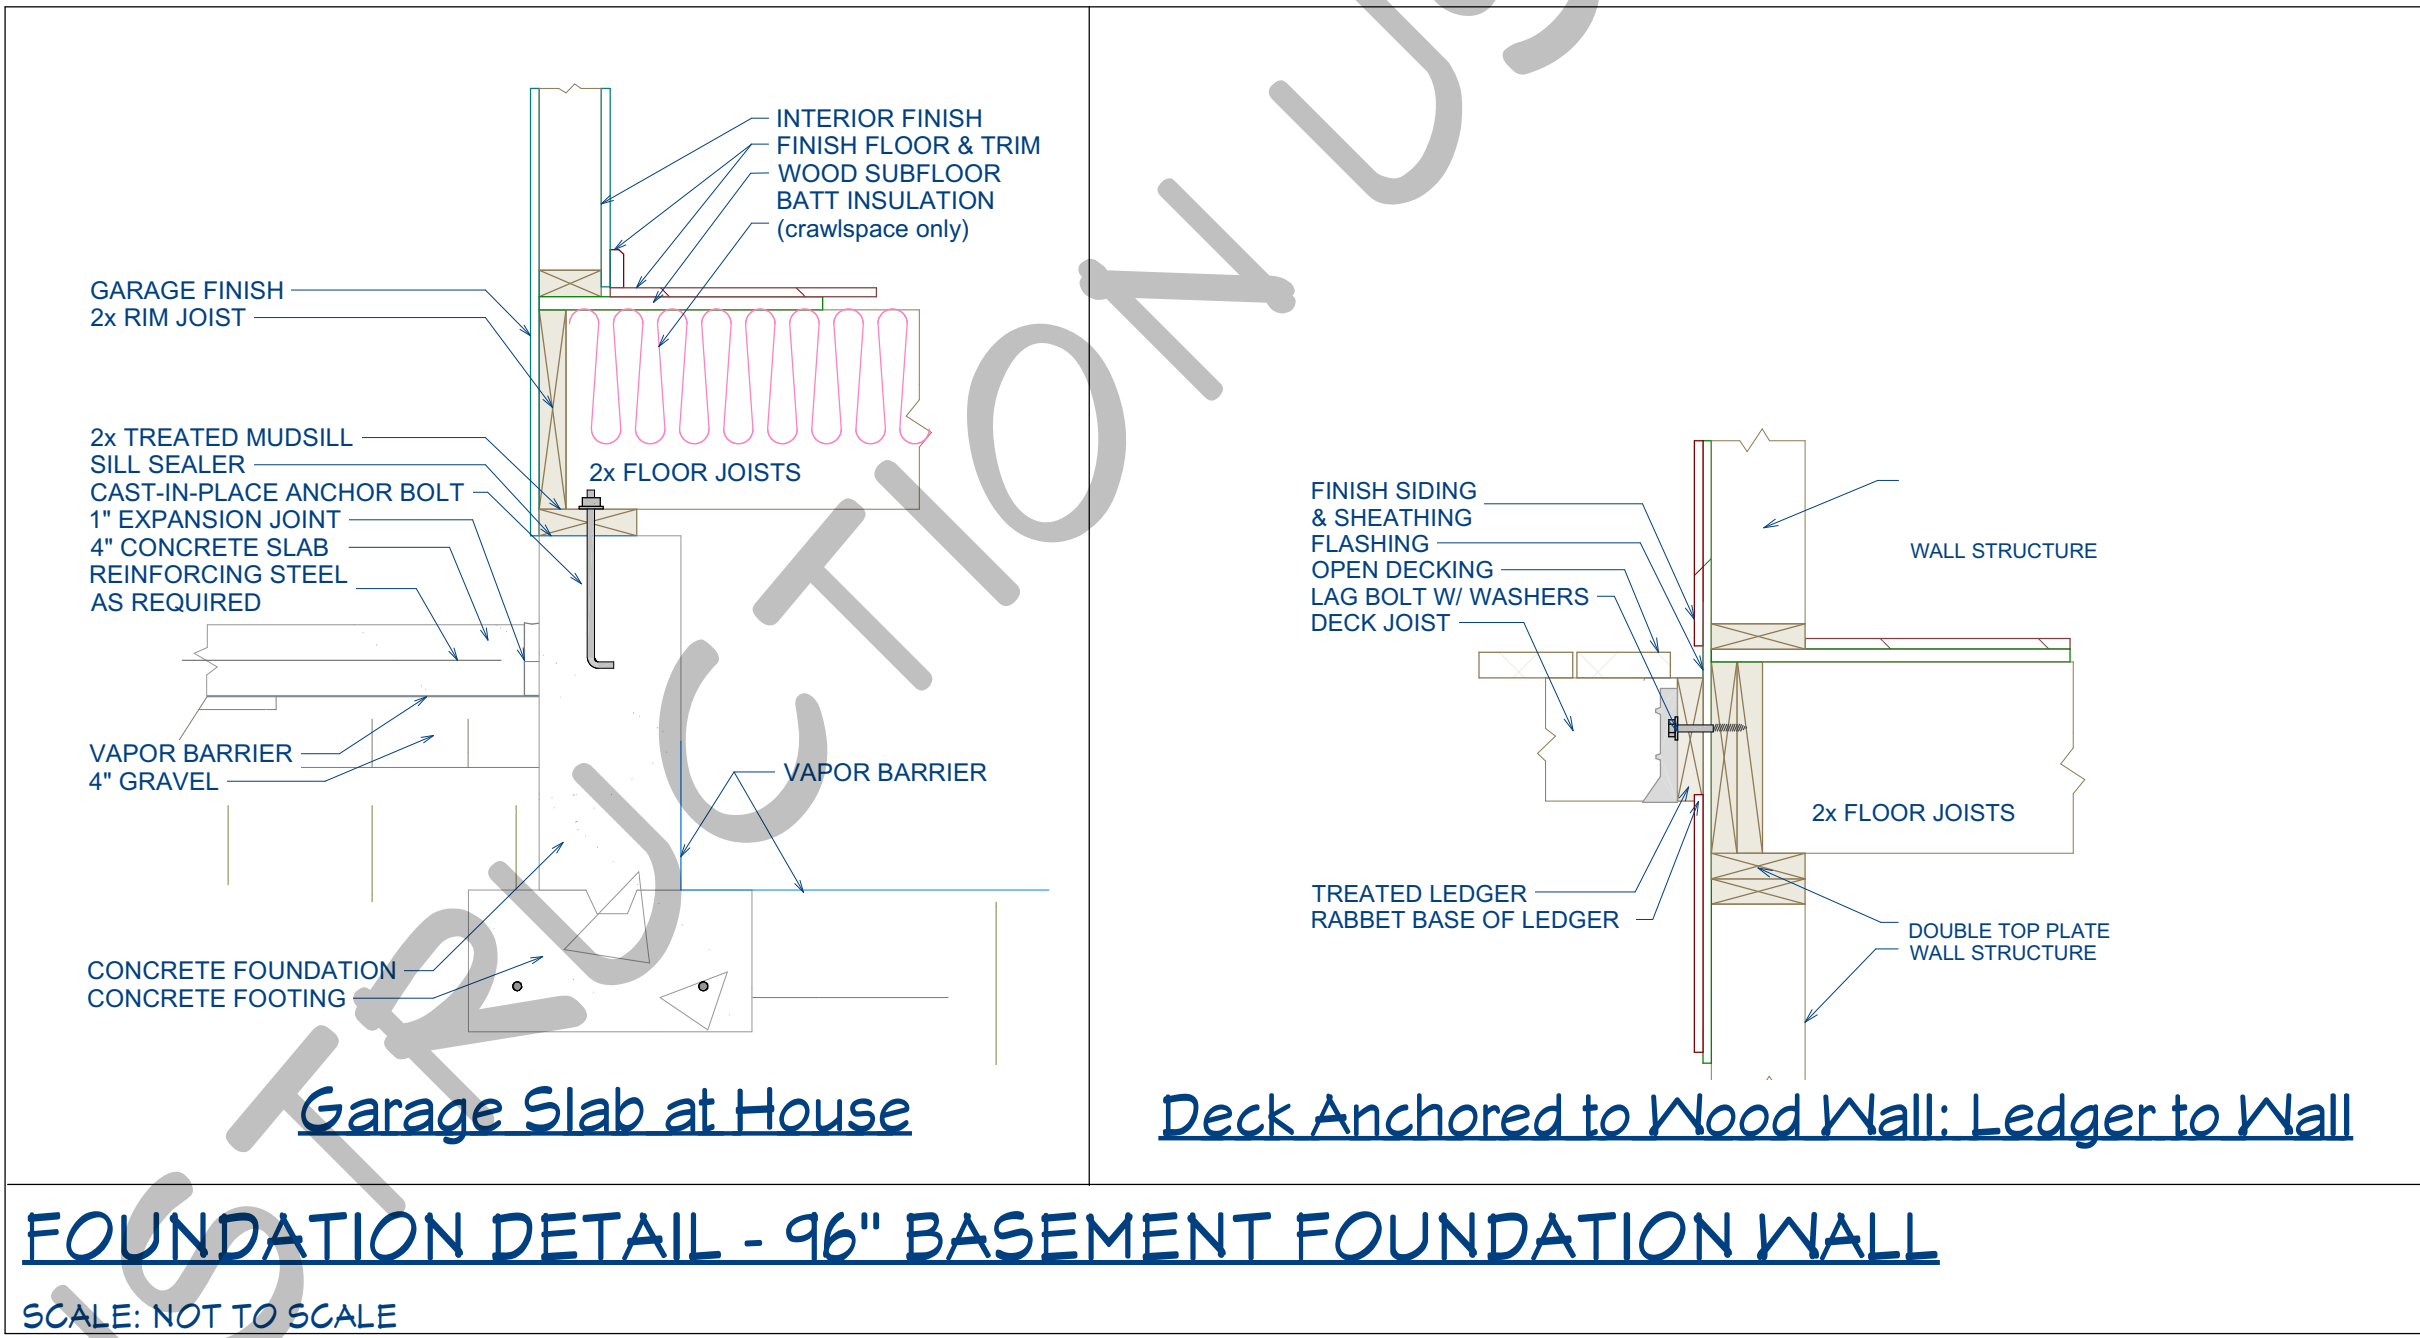 INTERIOR FINISH
FINISH FLOOR & TRIM
WOOD SUBFLOOR
BATT INSULATION
(crawlspace only)
GARAGE FINISH
2x RIM JOIST
2x TREATED MUDSILL
SILL SEALER
CAST-IN-PLACE ANCHOR BOLT
1" EXPANSION JOINT
4" CONCRETE SLAB
REINFORCING STEEL
AS REQUIRED
2x FLOOR JOISTS
VAPOR BARRIER
4" GRAVEL
VAPOR BARRIER
CONCRETE FOUNDATION
CONCRETE FOOTING
Garage Slab at House
FINISH SIDING
& SHEATHING
FLASHING
OPEN DECKING
LAG BOLT W/ WASHERS
DECK JOIST
WALL STRUCTURE
2x FLOOR JOISTS
TREATED LEDGER
RABBET BASE OF LEDGER
DOUBLE TOP PLATE
WALL STRUCTURE
Deck Anchored to Wood Wall: Ledger to Wall
FOUNDATION DETAIL - 96" BASEMENT FOUNDATION WALL
SCALE: NOT TO SCALE
STRUCTION US